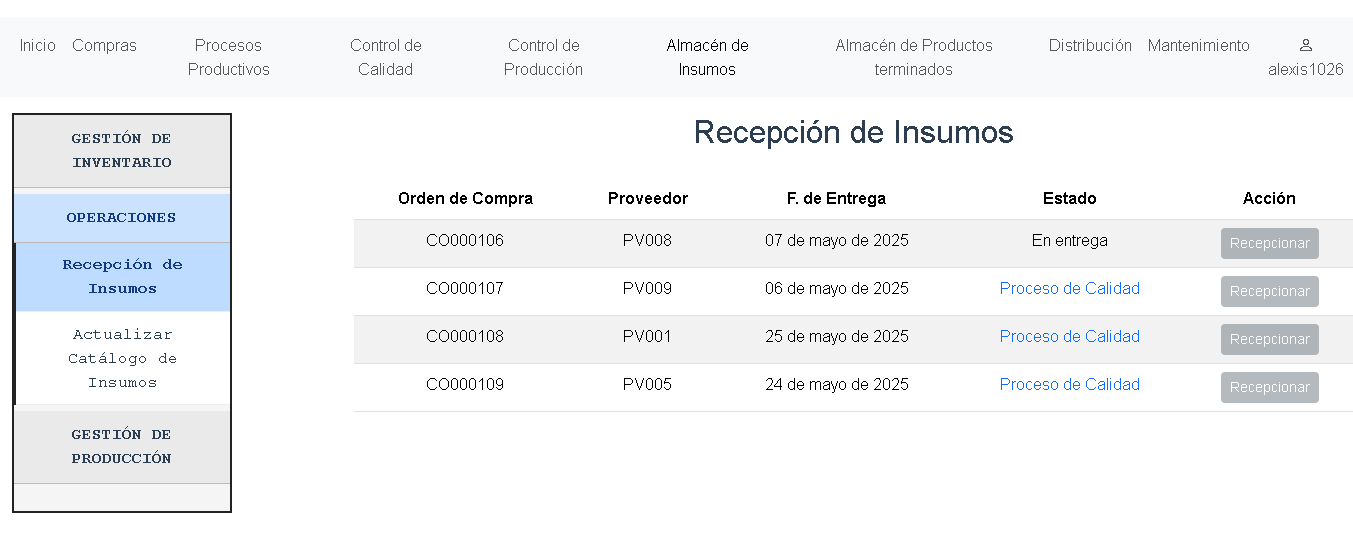 Inicio Compras Procesos Control de Control de Almacén de Almacén de Productos Distribución Mantenimiento
Productivos Calidad Producción Insumos terminados alexis1026
GESTIÓN DE
INVENTARIO
OPERACIONES
Recepción de
Insumos
Actualizar
Catálogo de
Insumos
GESTIÓN DE
PRODUCCIÓN
Recepción de Insumos
Orden de Compra Proveedor F. de Entrega Estado Acción
CO000106 PV008 07 de mayo de 2025 En entrega Recepcionar
CO000107 PV009 06 de mayo de 2025 Proceso de Calidad Recepcionar
CO000108 PV001 25 de mayo de 2025 Proceso de Calidad Recepcionar
CO000109 PV005 24 de mayo de 2025 Proceso de Calidad Recepcionar